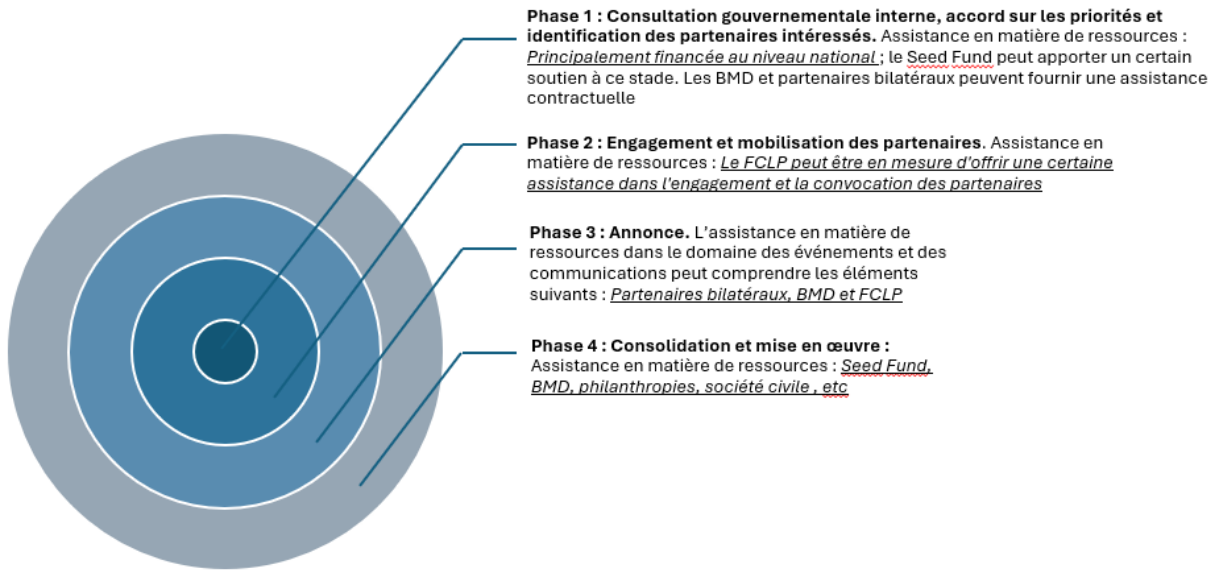 Phase 1 : Consultation gouvernementale interne, accord sur les priorités et
identification des partenaires intéressés. Assistance en matière de ressources :
Principalement financée au niveau national ; le Seed Fund peut apporter un certain
soutien à ce stade. Les BMD et partenaires bilatéraux peuvent fournir une assistance
contractuelle
Phase 2 : Engagement et mobilisation des partenaires. Assistance en
matière de ressources : Le FCLP peut être en mesure d'offrir une certaine
assistance dans l'engagement et la convocation des partenaires
Phase 3 : Annonce. L'assistance en matière de
ressources dans le domaine des événements et des
communications peut comprendre les éléments
suivants : Partenaires bilatéraux, BMD et FCLP
Phase 4 : Consolidation et mise en œuvre :
Assistance en matière de ressources : Seed Fund,
BMD, philanthropies, société civile , etc